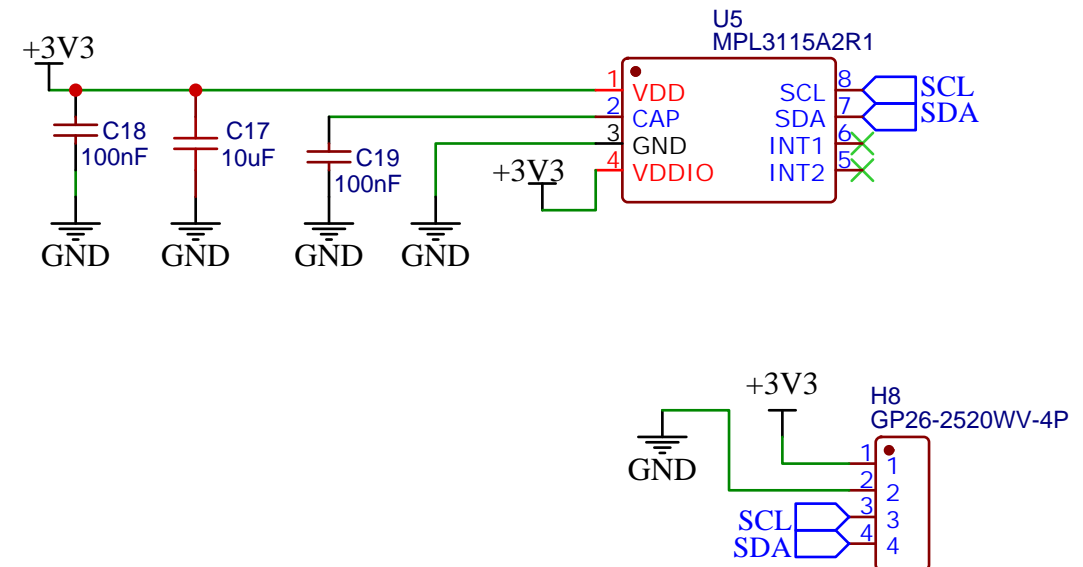 U5
MPL3115A2R1
+3V3
1
VDD
2
CAP
3
GND
4
VDDIO
8
SCL
7
SDA
6
INT1
5
INT2
SCL
SDA
C18
100nF
C17
10uF
C19
100nF
+3V3
GND
GND
GND
GND
+3V3
H8
GP26-2520WV-4P
GND
1
1
2
2
3
3
4
4
SCL
SDA